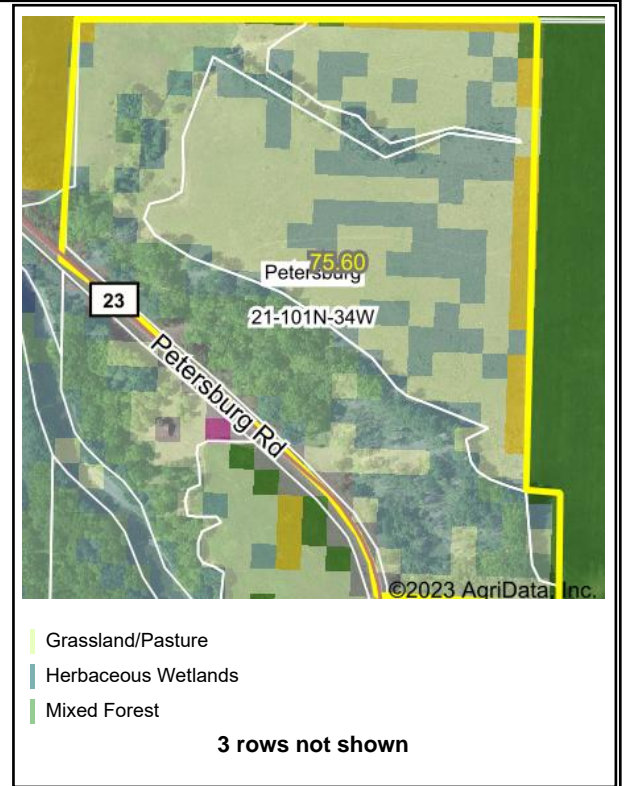 75.60
Petersburg
21-101N-34W
23
Petersburg Rd
©2023 AgriData, Inc.
Grassland/Pasture
Herbaceous Wetlands
Mixed Forest
3 rows not shown